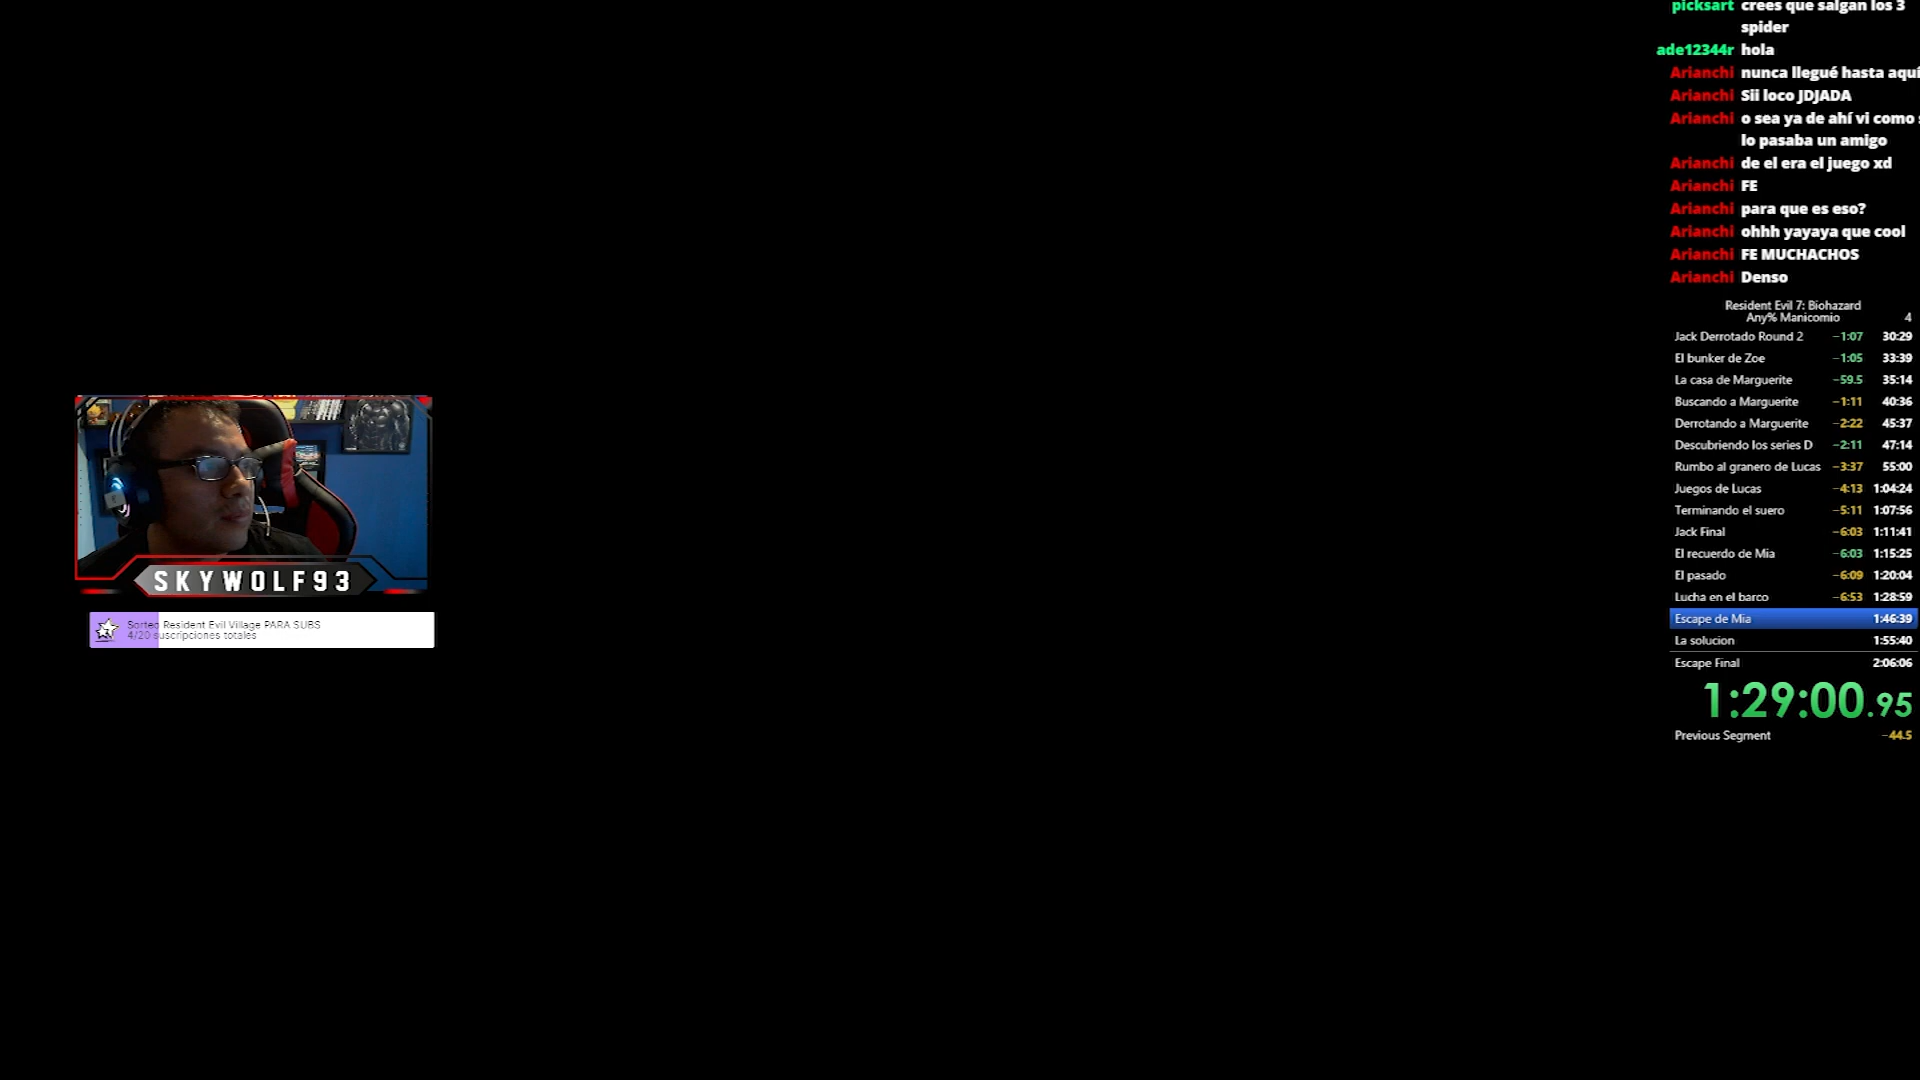 picksart crees que salgan los 3
spider
ade12344r hola
Arianchi nunca llegué hasta aquí
Arianchi Sii loco JDJADA
Arianchi o sea ya de ahí vi como
lo pasaba un amigo
Arianchi de el era el juego xd
Arianchi FE
Arianchi para que es eso?
Arianchi ohhh yayaya que cool
Arianchi FE MUCHACHOS
Arianchi Denso
Resident Evil 7: Biohazard
Any% Manicomio 4
Jack Derrotado Round 2 −1:07 30:29
El bunker de Zoe −1:05 33:39
La casa de Marguerite −59.5 35:14
Buscando a Marguerite −1:11 40:36
Derrotando a Marguerite −2:22 45:37
Descubriendo los series D −2:11 47:14
Rumbo al granero de Lucas −3:37 55:00
Juegos de Lucas −4:13 1:04:24
Terminando el suero −5:11 1:07:56
Jack Final −6:03 1:11:41
El recuerdo de Mia −6:03 1:15:25
El pasado −6:09 1:20:04
Lucha en el barco −6:53 1:28:59
Escape de Mia 1:46:39
La solucion 1:55:40
Escape Final 2:06:06
1:29:00.95
Previous Segment −44.5
SKYWOLF93
Sorteo Resident Evil Village PARA SUBS
4/20 suscripciones totales